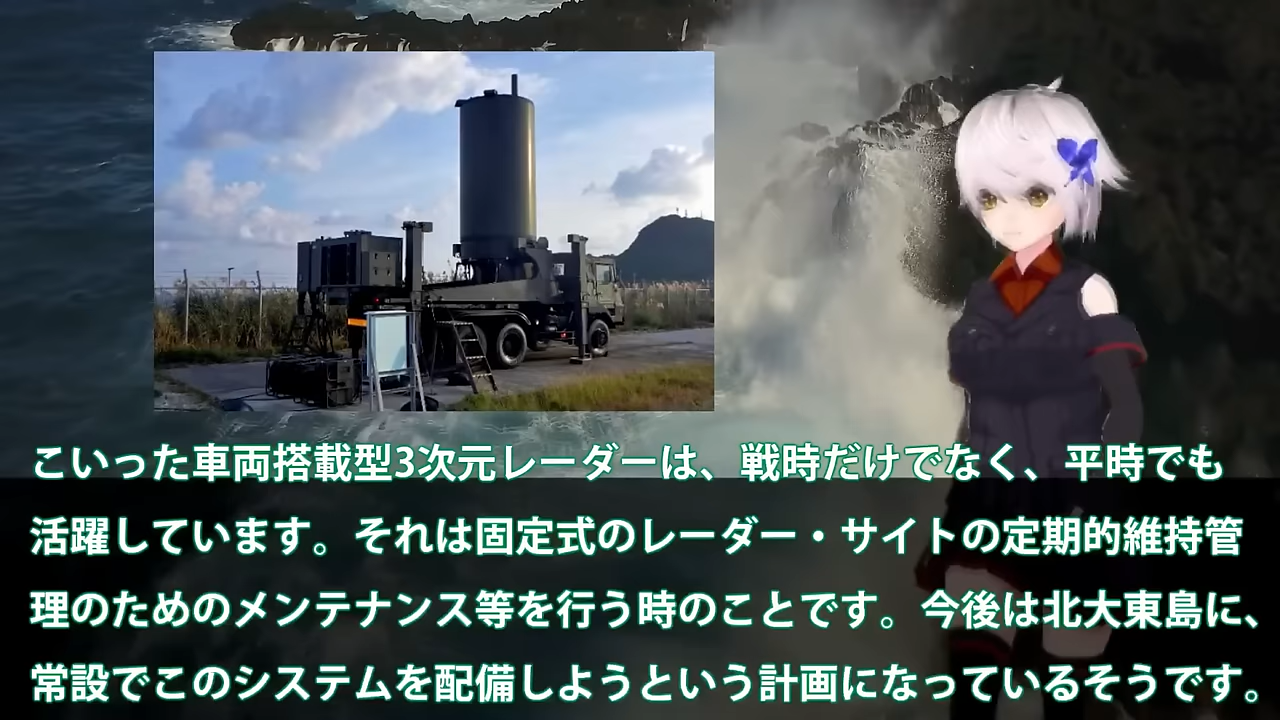 こいった車両搭載型3次元レーダーは、戦時だけでなく、平時でも
活躍しています。それは固定式のレーダー・サイトの定期的維持管
理のためのメンテナンス等を行う時のことです。今後は北大東島に、
常設でこのシステムを配備しようという計画になっているそうです。